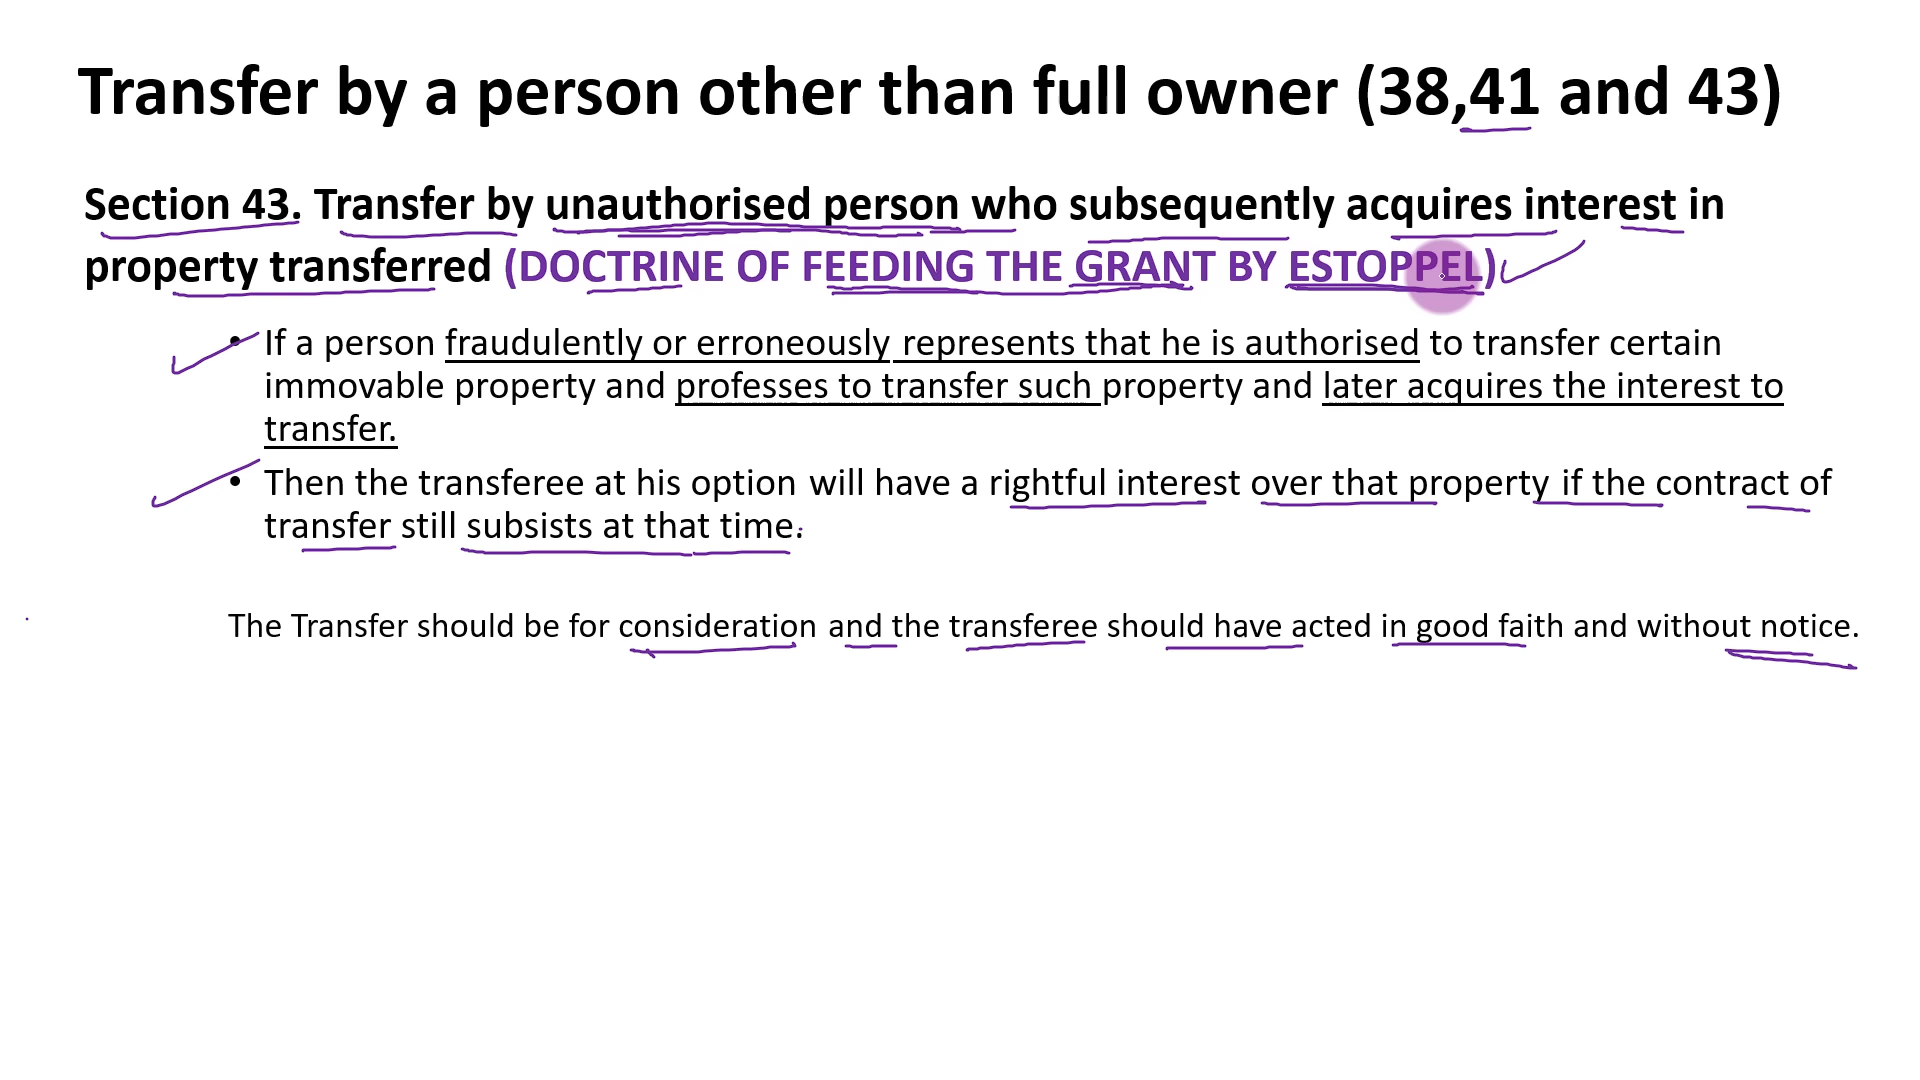 Transfer by a person other than full owner (38,41 and 43)
Section 43. Transfer by unauthorised person who subsequently acquires interest in
property transferred (DOCTRINE OF FEEDING THE GRANT BY ESTOPPEL)
• If a person fraudulently or erroneously represents that he is authorised to transfer certain
immovable property and professes to transfer such property and later acquires the interest to
transfer.
• Then the transferee at his option will have a rightful interest over that property if the contract of
transfer still subsists at that time.
The Transfer should be for consideration and the transferee should have acted in good faith and without notice.